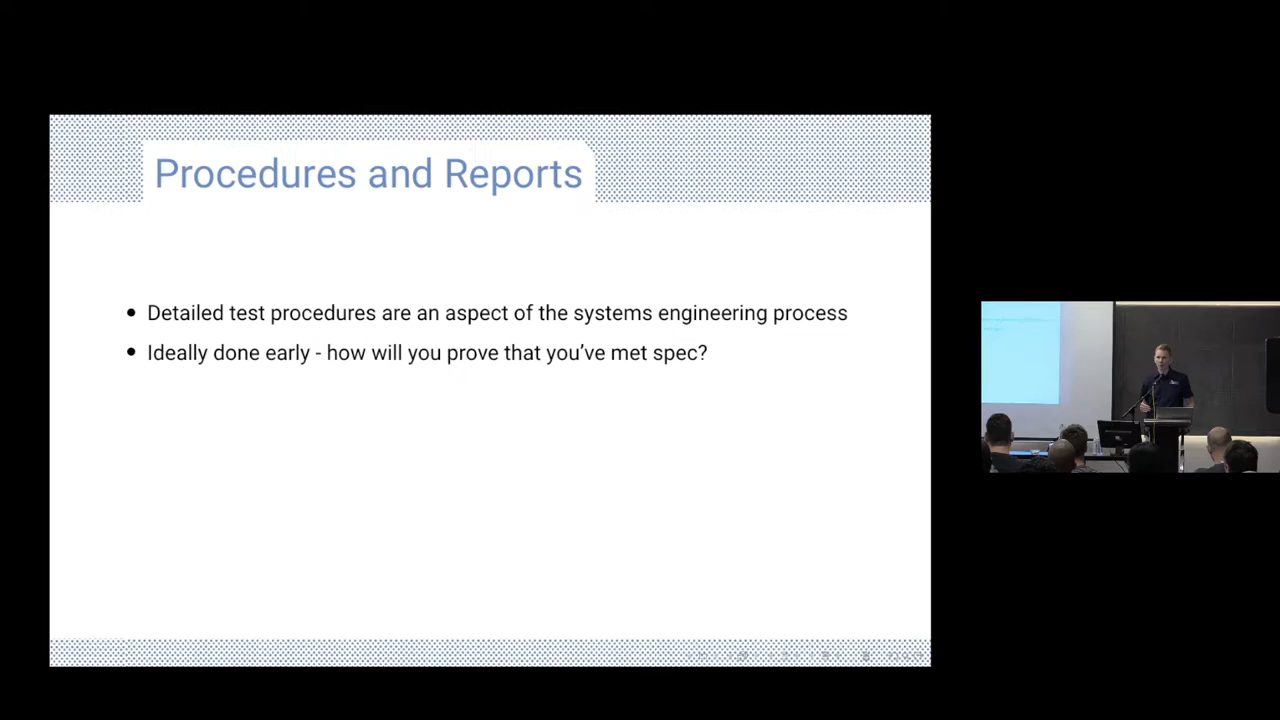 Procedures and Reports
Detailed test procedures are an aspect of the systems engineering process
Ideally done early - how will you prove that you’ve met spec?